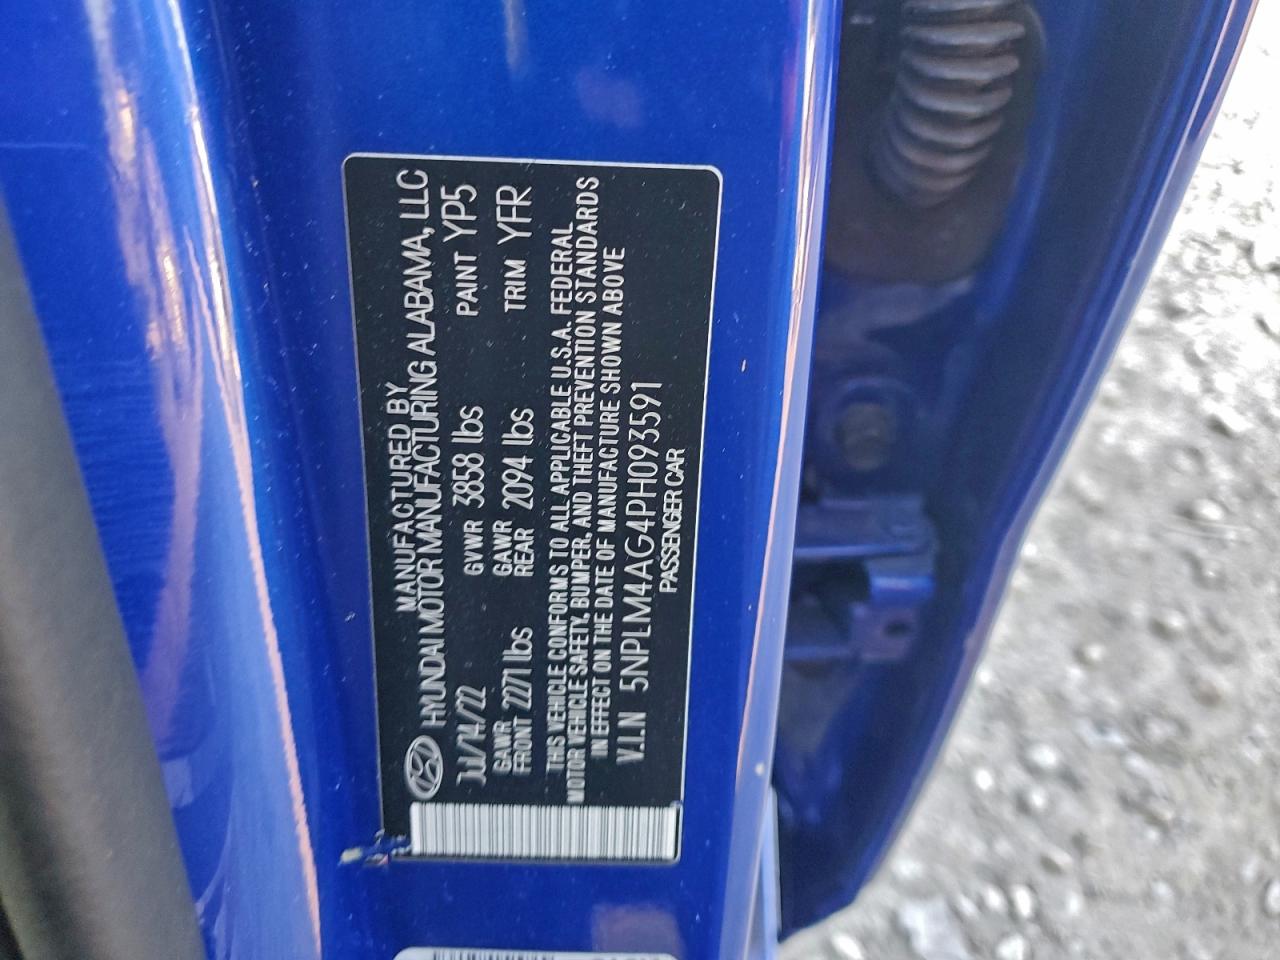 MANUFACTURED BY
HYUNDAI MOTOR MANUFACTURING ALABAMA, LLC
JUL/14/22 GVWR 3858 lbs PAINT YP5
GAWR FRONT 2271 lbs GAWR REAR 2094 lbs TRIM YFR
THIS VEHICLE CONFORMS TO ALL APPLICABLE U.S.A. FEDERAL
MOTOR VEHICLE SAFETY, BUMPER, AND THEFT PREVENTION STANDARDS
IN EFFECT ON THE DATE OF MANUFACTURE SHOWN ABOVE
V.I.N 5NPLM4AG4PH093591
PASSENGER CAR